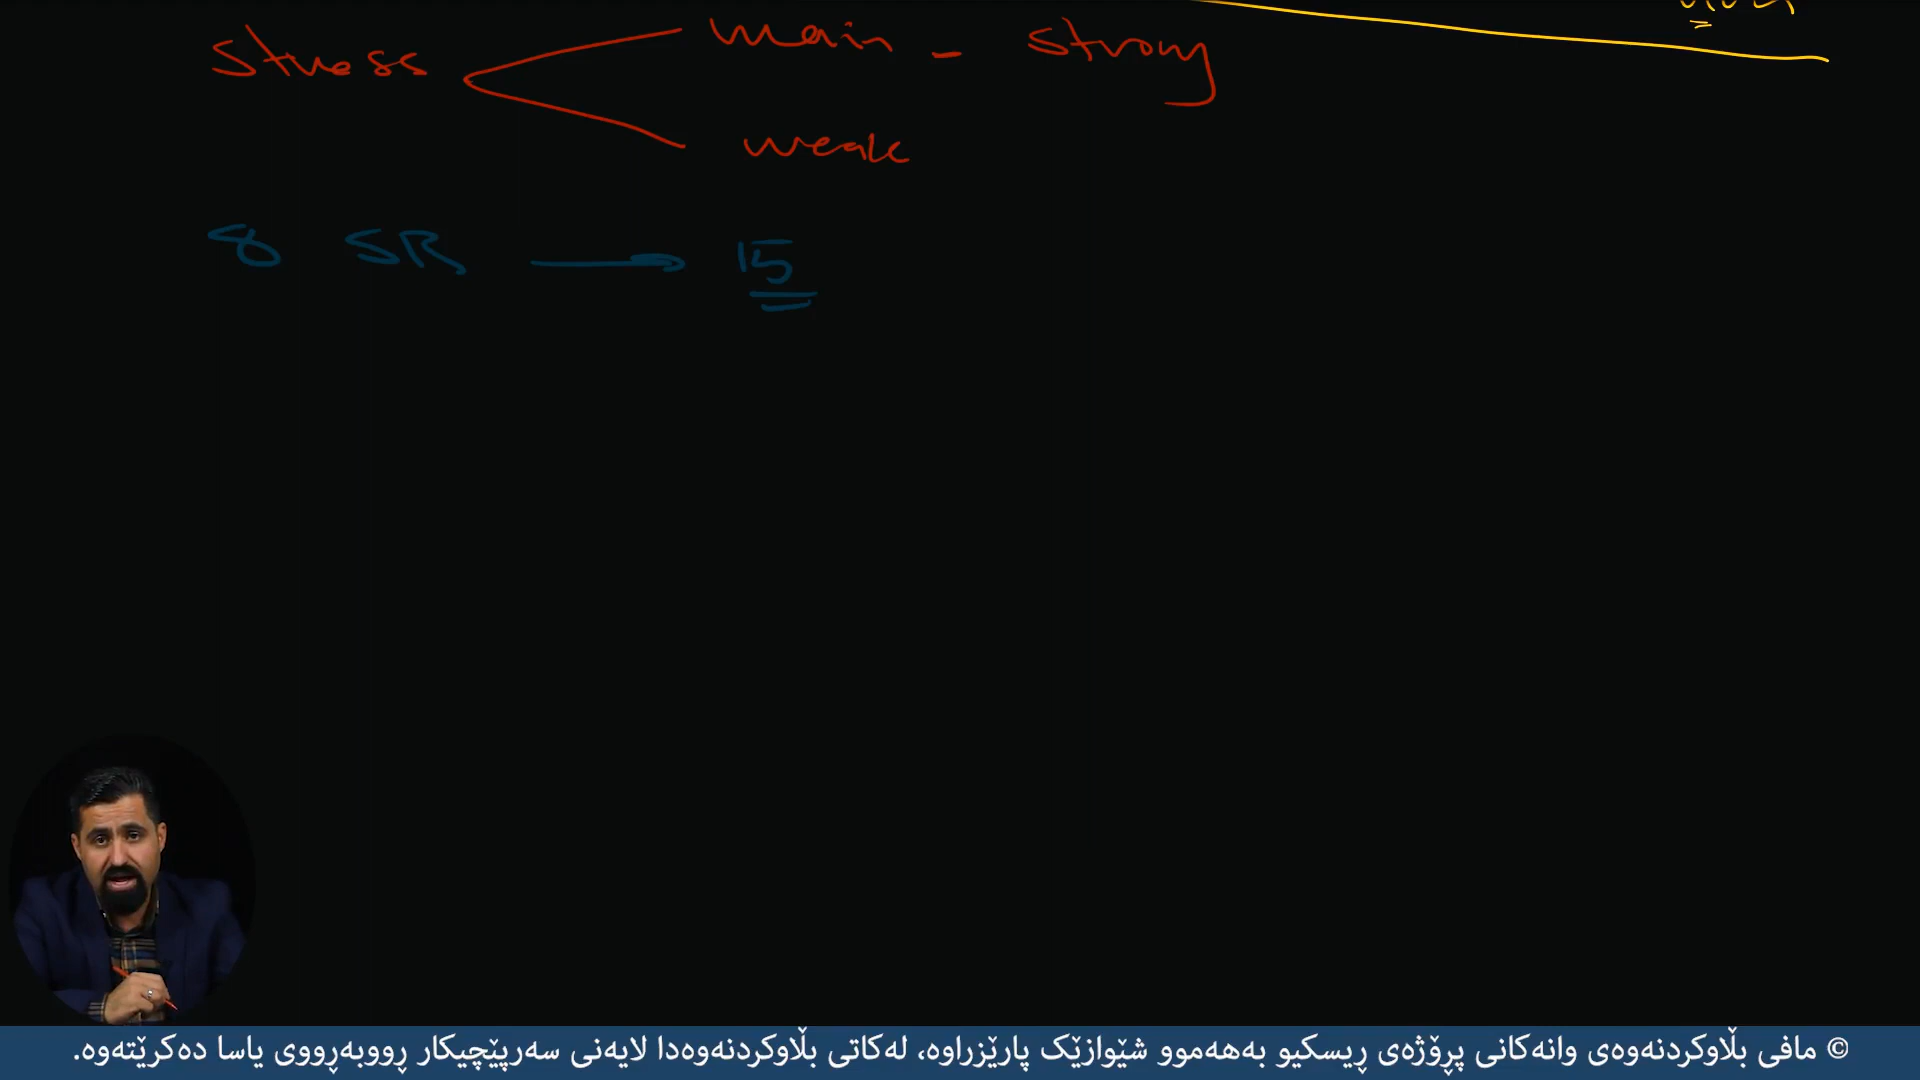 stress main - strong
weak
8 SR → 15
© مافی بڵاوکردنەوەی وانەکانی پڕۆژەی ڕیسکیو بەهەموو شێوازێک پارێزراوە، لەکاتی بڵاوکردنەوەدا لایەنی سەرپێچیکار ڕووبەڕووی یاسا دەکرێتەوە.